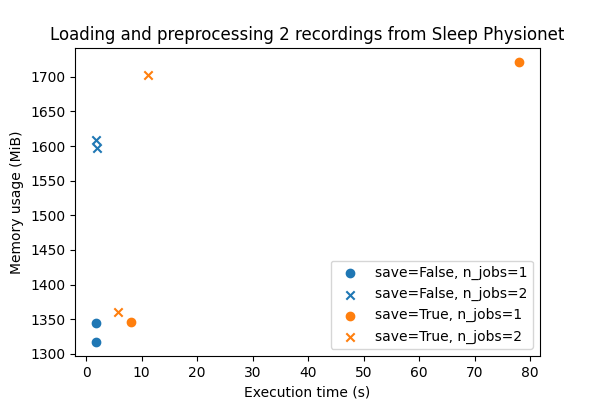 Loading and preprocessing 2 recordings from Sleep Physionet
1700
1650
1600
1550
1500
1450
1400
1350
1300
Memory usage (MiB)
save=False, n_jobs=1
save=False, n_jobs=2
save=True, n_jobs=1
save=True, n_jobs=2
0 10 20 30 40 50 60 70 80
Execution time (s)